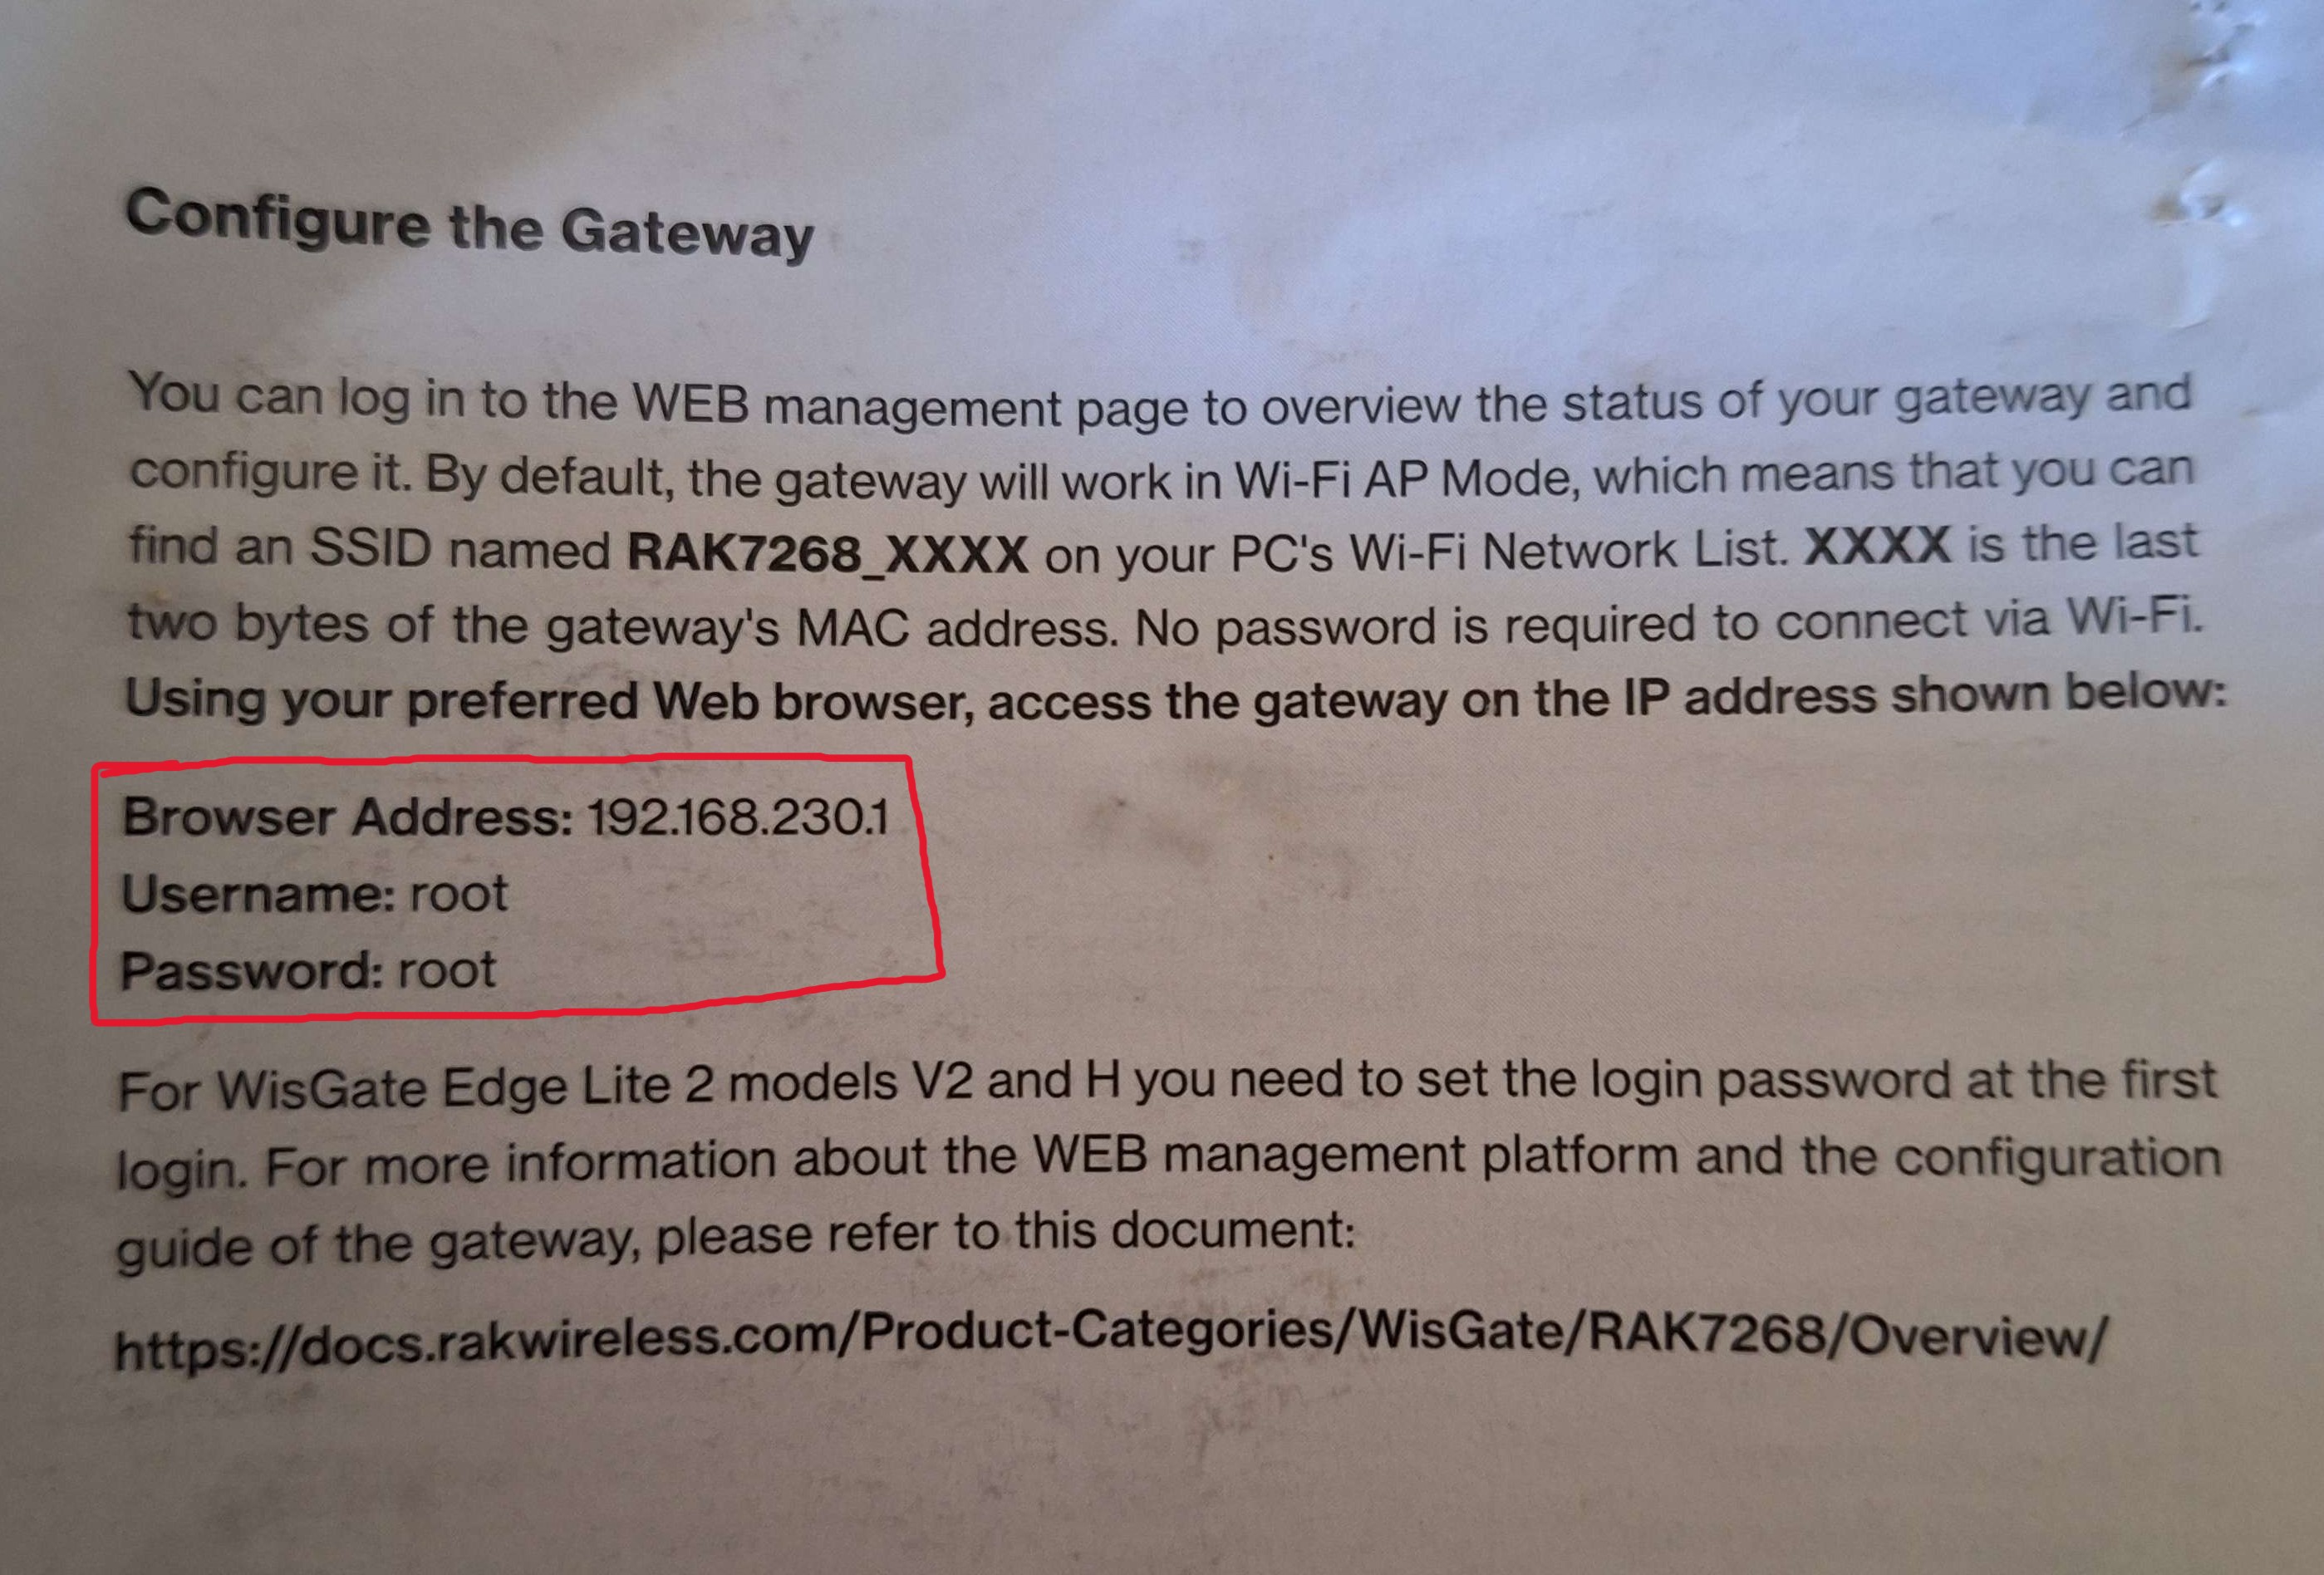 Configure the Gateway
You can log in to the WEB management page to overview the status of your gateway and
configure it. By default, the gateway will work in Wi-Fi AP Mode, which means that you can
find an SSID named RAK7268_XXXX on your PC's Wi-Fi Network List. XXXX is the last
two bytes of the gateway's MAC address. No password is required to connect via Wi-Fi.
Using your preferred Web browser, access the gateway on the IP address shown below:
Browser Address: 192.168.230.1
Username: root
Password: root
For WisGate Edge Lite 2 models V2 and H you need to set the login password at the first
login. For more information about the WEB management platform and the configuration
guide of the gateway, please refer to this document:
https://docs.rakwireless.com/Product-Categories/WisGate/RAK7268/Overview/